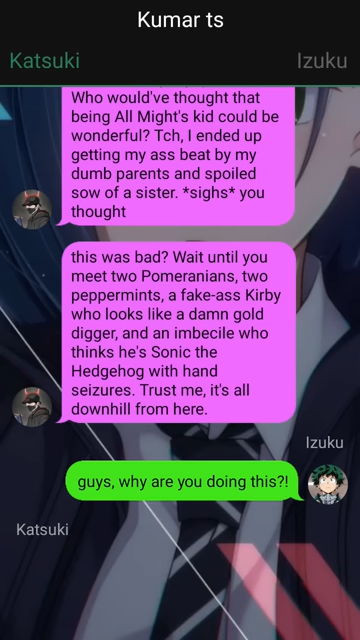 Kumar ts
Katsuki
Izuku
Who would've thought that
being All Might's kid could be
wonderful? Tch, I ended up
getting my ass beat by my
dumb parents and spoiled
sow of a sister. *sighs* you
thought
this was bad? Wait until you
meet two Pomeranians, two
peppermints, a fake-ass Kirby
who looks like a damn gold
digger, and an imbecile who
thinks he's Sonic the
Hedgehog with hand
seizures. Trust me, it's all
downhill from here.
Izuku
guys, why are you doing this?!
Katsuki